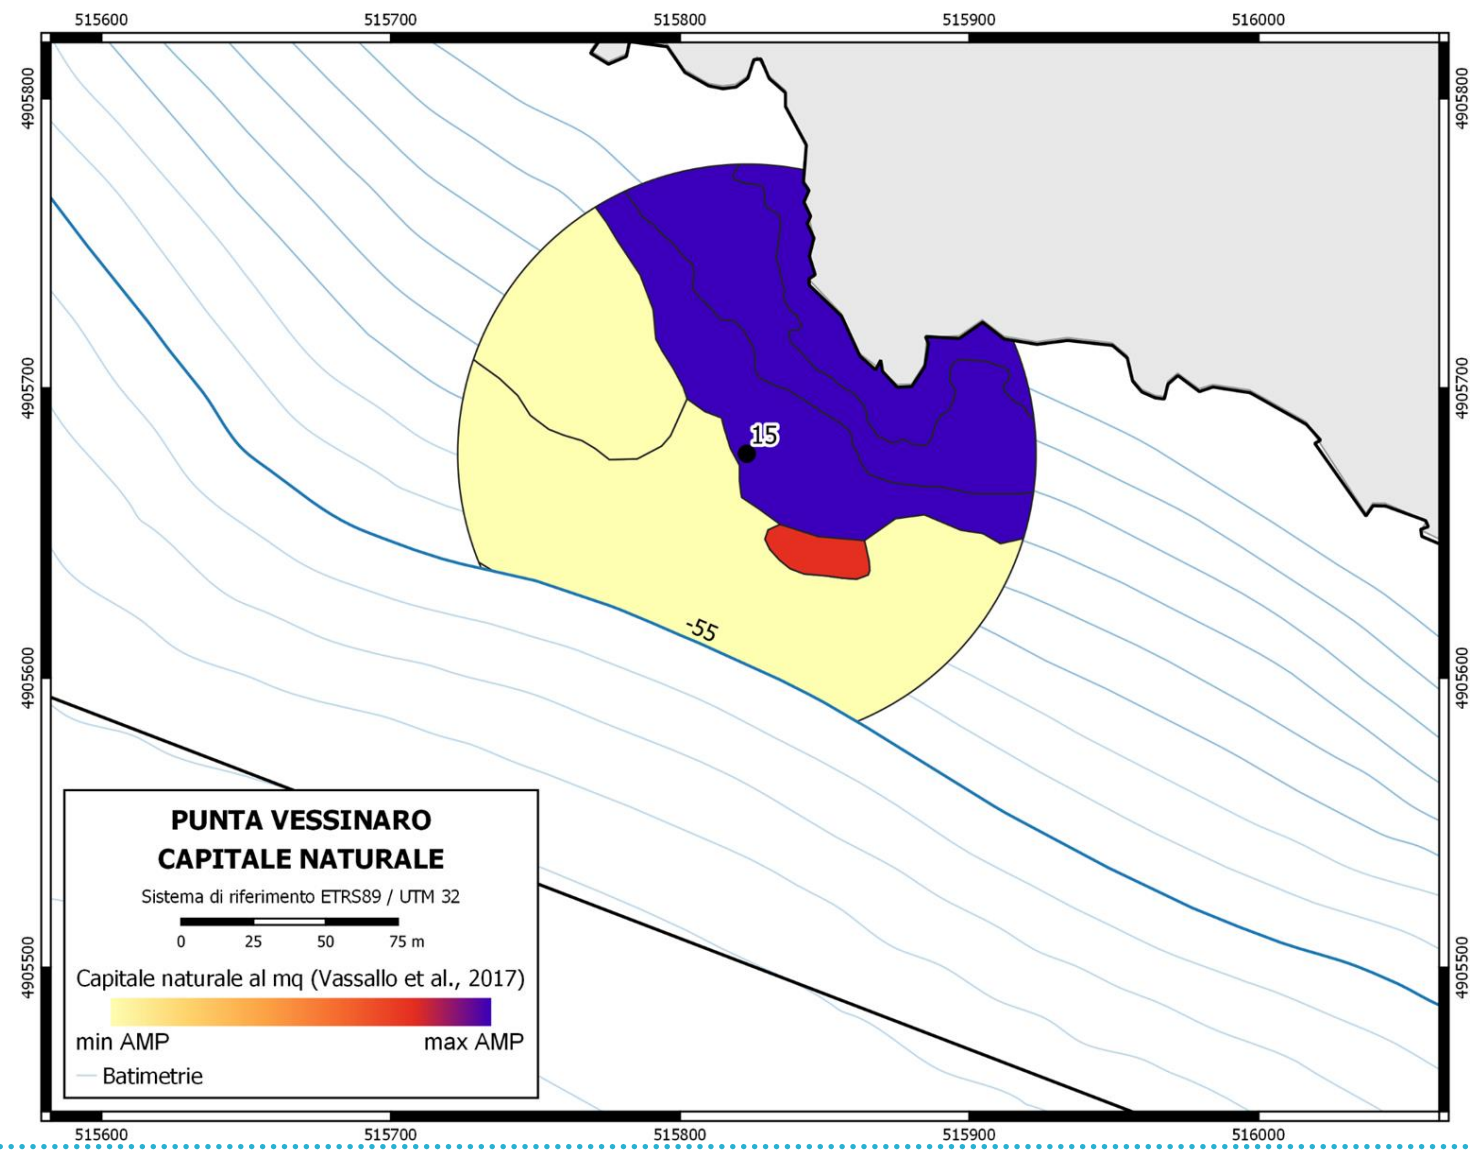 515600 515700 515800 515900 516000
4905800 4905800
4905700 4905700
15
-55
4905600 4905600
PUNTA VESSINARO
CAPITALE NATURALE
Sistema di riferimento ETRS89 / UTM 32
0 25 50 75 m
4905500 4905500
Capitale naturale al mq (Vassallo et al., 2017)
min AMP max AMP
Batimetrie
515600 515700 515800 515900 516000